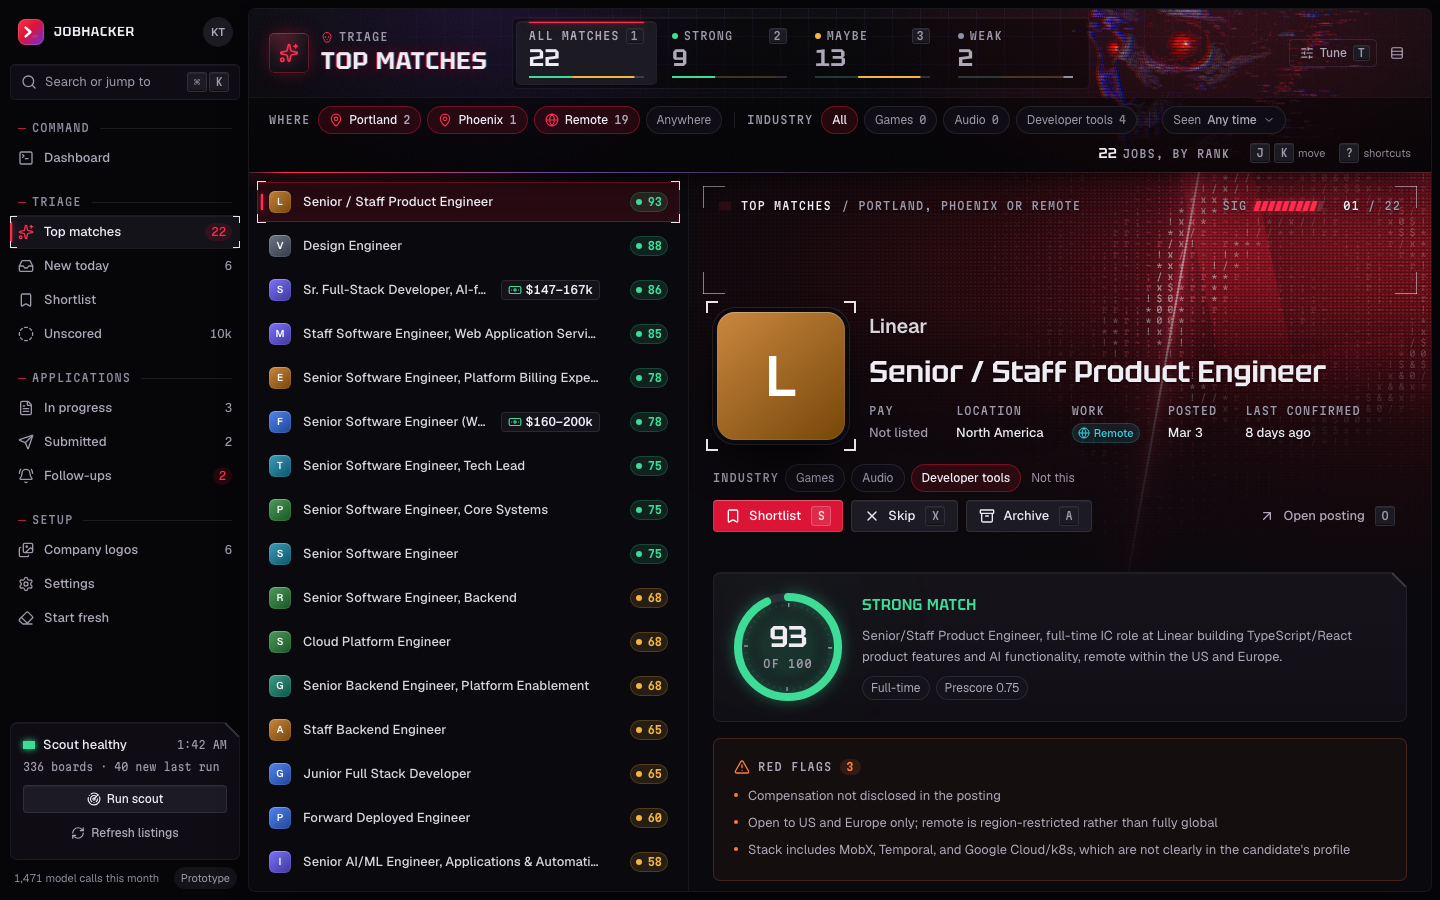 JOBHACKER
KT
Search or jump to ⌘ K
COMMAND
Dashboard
TRIAGE
Top matches 22
New today 6
Shortlist
Unscored 10k
APPLICATIONS
In progress 3
Submitted 2
Follow-ups 2
SETUP
Company logos 6
Settings
Start fresh
Scout healthy 1:42 AM
336 boards · 40 new last run
Run scout
Refresh listings
1,471 model calls this month Prototype
TRIAGE
TOP MATCHES
ALL MATCHES 1
22
STRONG 2
9
MAYBE 3
13
WEAK
2
Tune T
WHERE Portland 2 Phoenix 1 Remote 19 Anywhere INDUSTRY All Games 0 Audio 0 Developer tools 4 Seen Any time
22 JOBS, BY RANK J K move ? shortcuts
L Senior / Staff Product Engineer 93
V Design Engineer 88
S Sr. Full-Stack Developer, AI-f… $147–167k 86
M Staff Software Engineer, Web Application Servi… 85
E Senior Software Engineer, Platform Billing Expe… 78
F Senior Software Engineer (W… $160–200k 78
T Senior Software Engineer, Tech Lead 75
P Senior Software Engineer, Core Systems 75
S Senior Software Engineer 75
R Senior Software Engineer, Backend 68
S Cloud Platform Engineer 68
G Senior Backend Engineer, Platform Enablement 68
A Staff Backend Engineer 65
G Junior Full Stack Developer 65
P Forward Deployed Engineer 60
I Senior AI/ML Engineer, Applications & Automati… 58
TOP MATCHES / PORTLAND, PHOENIX OR REMOTE
SIG 01 / 22
L
Linear
Senior / Staff Product Engineer
PAY LOCATION WORK POSTED LAST CONFIRMED
Not listed North America Remote Mar 3 8 days ago
INDUSTRY Games Audio Developer tools Not this
Shortlist S Skip X Archive A Open posting O
93
OF 100
STRONG MATCH
Senior/Staff Product Engineer, full-time IC role at Linear building TypeScript/React
product features and AI functionality, remote within the US and Europe.
Full-time Prescore 0.75
RED FLAGS 3
• Compensation not disclosed in the posting
• Open to US and Europe only; remote is region-restricted rather than fully global
• Stack includes MobX, Temporal, and Google Cloud/k8s, which are not clearly in the candidate's profile